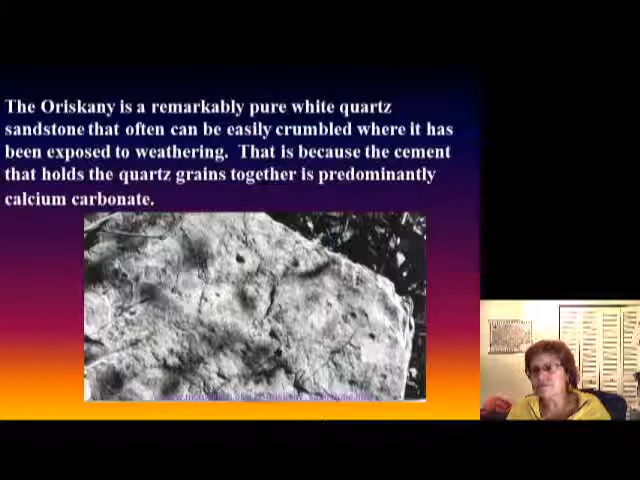 The Oriskany is a remarkably pure white quartz
sandstone that often can be easily crumbled where it has
been exposed to weathering.  That is because the cement
that holds the quartz grains together is predominantly
calcium carbonate.